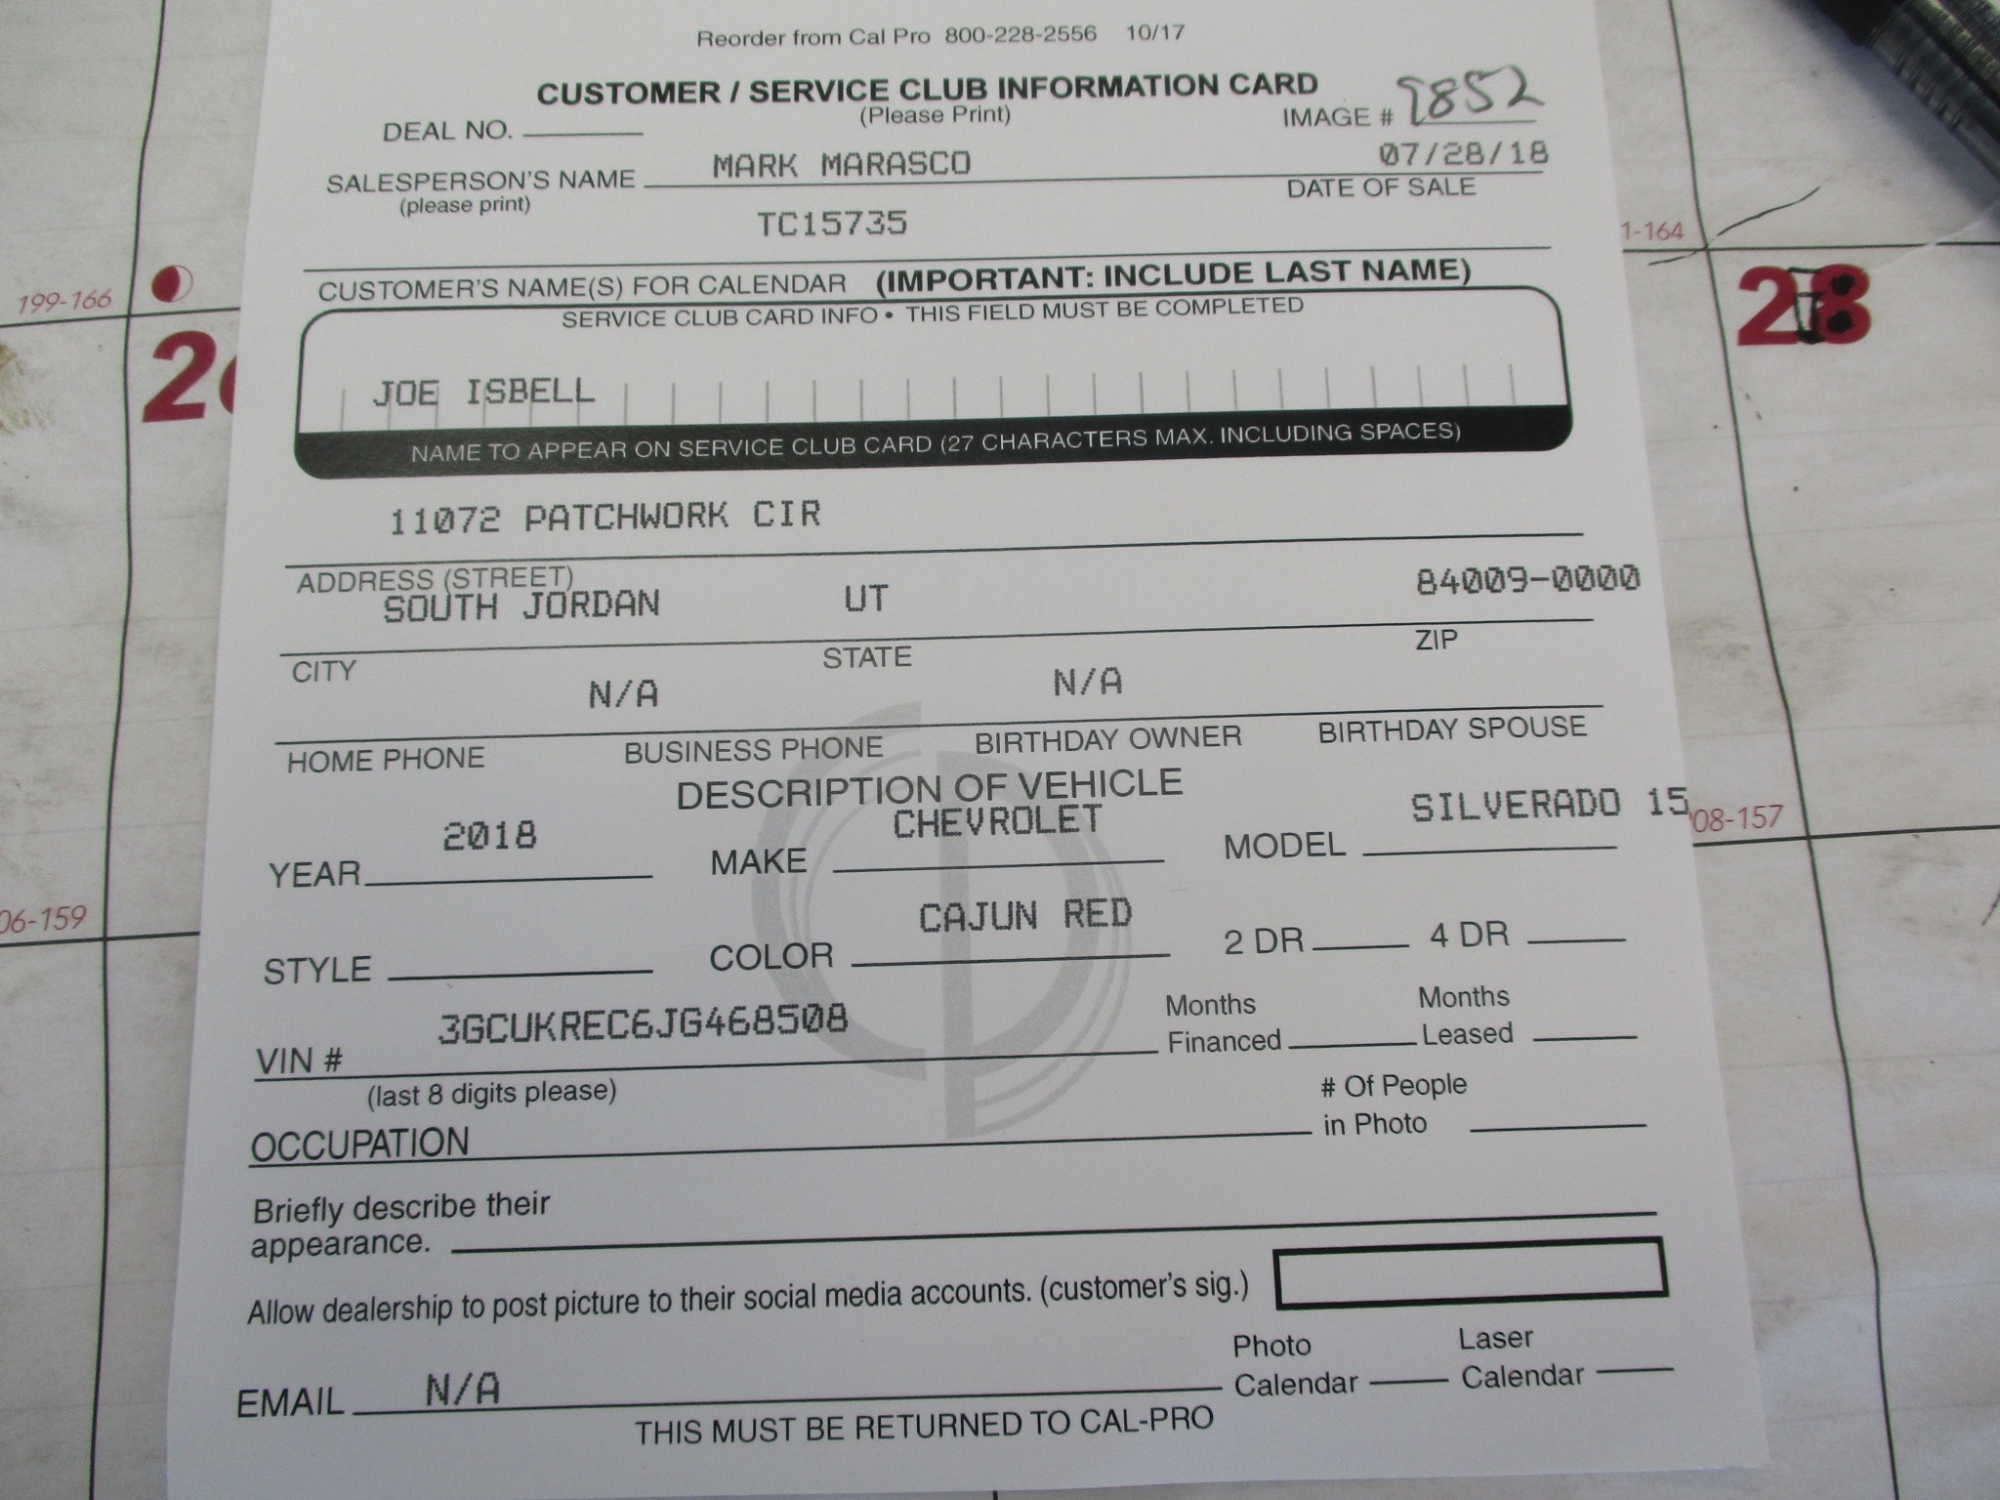 Reorder from Cal Pro 800-228-2556 10/17
CUSTOMER / SERVICE CLUB INFORMATION CARD
(Please Print)
DEAL NO.
IMAGE # 9852
SALESPERSON'S NAME MARK MARASCO 07/28/18
(please print) DATE OF SALE
TC15735
CUSTOMER'S NAME(S) FOR CALENDAR (IMPORTANT: INCLUDE LAST NAME)
SERVICE CLUB CARD INFO • THIS FIELD MUST BE COMPLETED
JOE ISBELL
NAME TO APPEAR ON SERVICE CLUB CARD (27 CHARACTERS MAX. INCLUDING SPACES)
11072 PATCHWORK CIR
ADDRESS (STREET)
SOUTH JORDAN UT 84009-0000
CITY STATE ZIP
N/A N/A
HOME PHONE BUSINESS PHONE BIRTHDAY OWNER BIRTHDAY SPOUSE
DESCRIPTION OF VEHICLE
YEAR 2018 MAKE CHEVROLET MODEL SILVERADO 15
STYLE COLOR CAJUN RED 2 DR 4 DR
VIN # 3GCUKREC6JG468508 Months Financed Months Leased
(last 8 digits please)
OCCUPATION # Of People in Photo
Briefly describe their
appearance.
Allow dealership to post picture to their social media accounts. (customer's sig.)
EMAIL N/A Photo Calendar Laser Calendar
THIS MUST BE RETURNED TO CAL-PRO
199-166
1-164
28
08-157
06-159